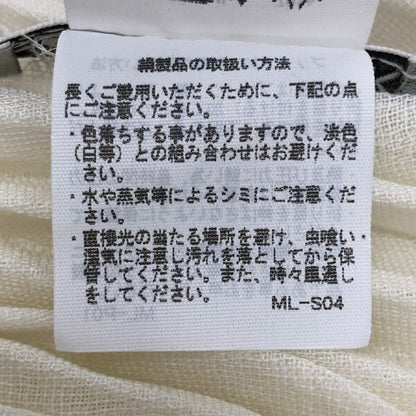 絹製品の取扱い方法
長くご愛用いただくために、下記の点
にご注意ください。
・色落ちする事がありますので、淡色
（白等）との組み合わせはお避けくだ
さい。
・水や蒸気等によるシミにご注意くだ
さい。
・直接光の当たる場所を避け、虫喰い・
湿気に注意し汚れを落としてから保
管をしてください。また、時々風通し
をしてください。
ML-S04